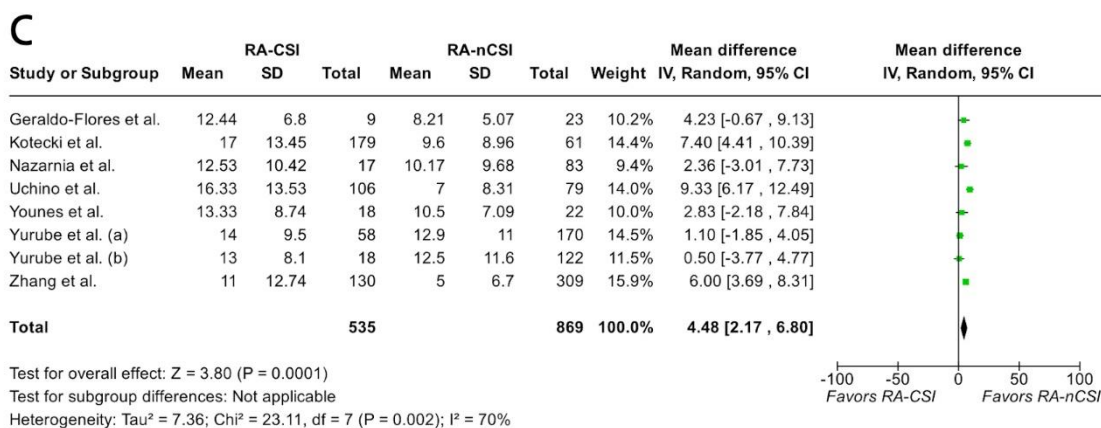 C
RA-CSI RA-nCSI Mean difference Mean difference
Study or Subgroup Mean SD Total Mean SD Total Weight IV, Random, 95% CI IV, Random, 95% CI
Geraldo-Flores et al. 12.44 6.8 9 8.21 5.07 23 10.2% 4.23 [-0.67 , 9.13]
Kotecki et al. 17 13.45 179 9.6 8.96 61 14.4% 7.40 [4.41 , 10.39]
Nazarnia et al. 12.53 10.42 17 10.17 9.68 83 9.4% 2.36 [-3.01 , 7.73]
Uchino et al. 16.33 13.53 106 7 8.31 79 14.0% 9.33 [6.17 , 12.49]
Younes et al. 13.33 8.74 18 10.5 7.09 22 10.0% 2.83 [-2.18 , 7.84]
Yurube et al. (a) 14 9.5 58 12.9 11 170 14.5% 1.10 [-1.85 , 4.05]
Yurube et al. (b) 13 8.1 18 12.5 11.6 122 11.5% 0.50 [-3.77 , 4.77]
Zhang et al. 11 12.74 130 5 6.7 309 15.9% 6.00 [3.69 , 8.31]
Total 535 869 100.0% 4.48 [2.17 , 6.80]
Test for overall effect: Z = 3.80 (P = 0.0001)
Test for subgroup differences: Not applicable
Heterogeneity: Tau² = 7.36; Chi² = 23.11, df = 7 (P = 0.002); I² = 70%
-100 -50 0 50 100
Favors RA-CSI Favors RA-nCSI